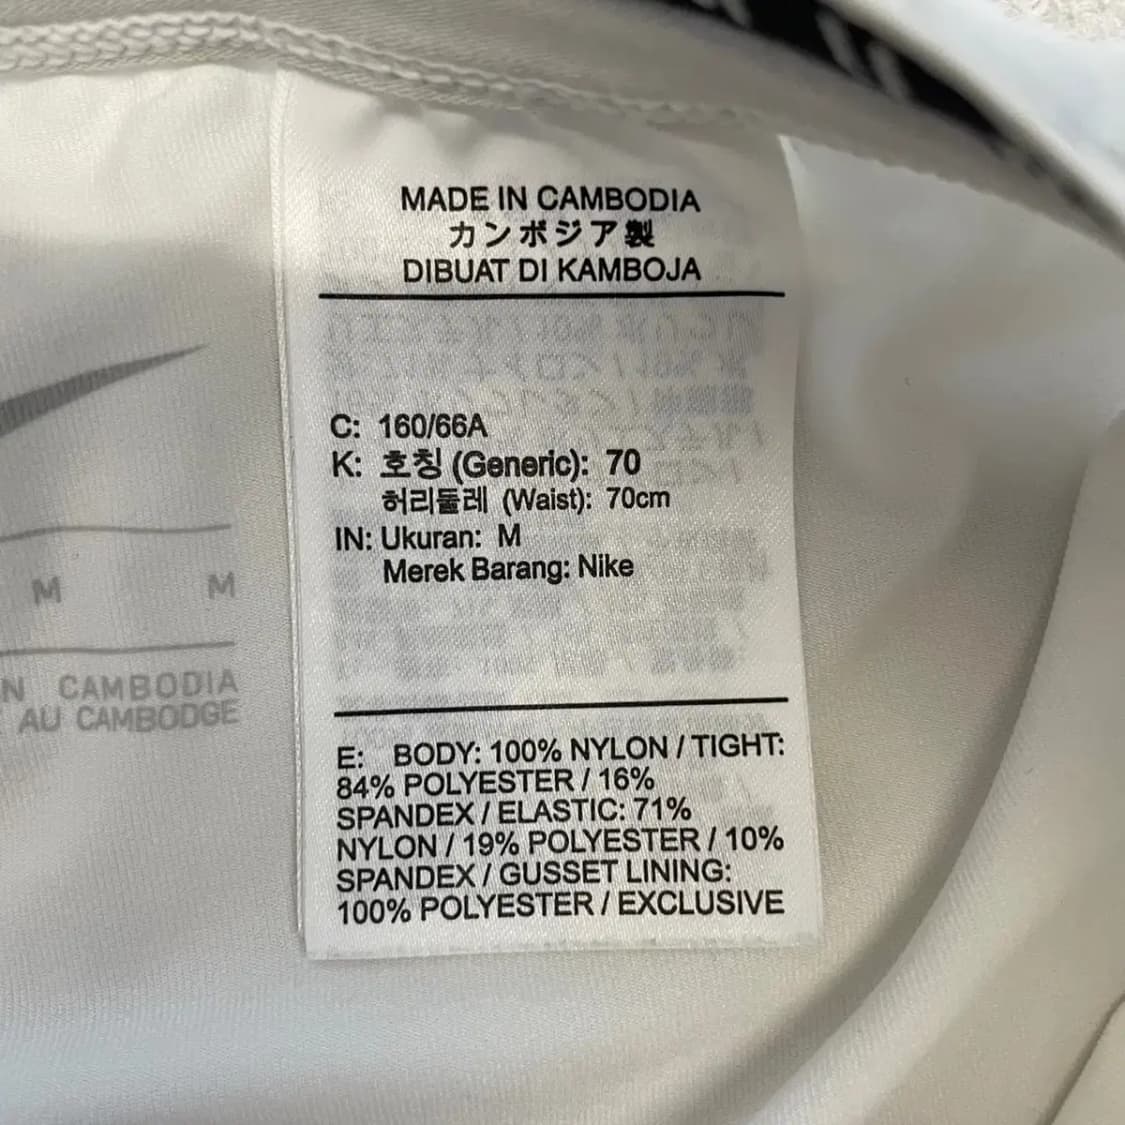 MADE IN CAMBODIA
カンボジア製
DIBUAT DI KAMBOJA
C: 160/66A
K: 호칭 (Generic): 70
허리둘레 (Waist): 70cm
IN: Ukuran: M
Merek Barang: Nike
E: BODY: 100% NYLON / TIGHT:
84% POLYESTER / 16%
SPANDEX / ELASTIC: 71%
NYLON / 19% POLYESTER / 10%
SPANDEX / GUSSET LINING:
100% POLYESTER / EXCLUSIVE
M M
N CAMBODIA
AU CAMBODGE